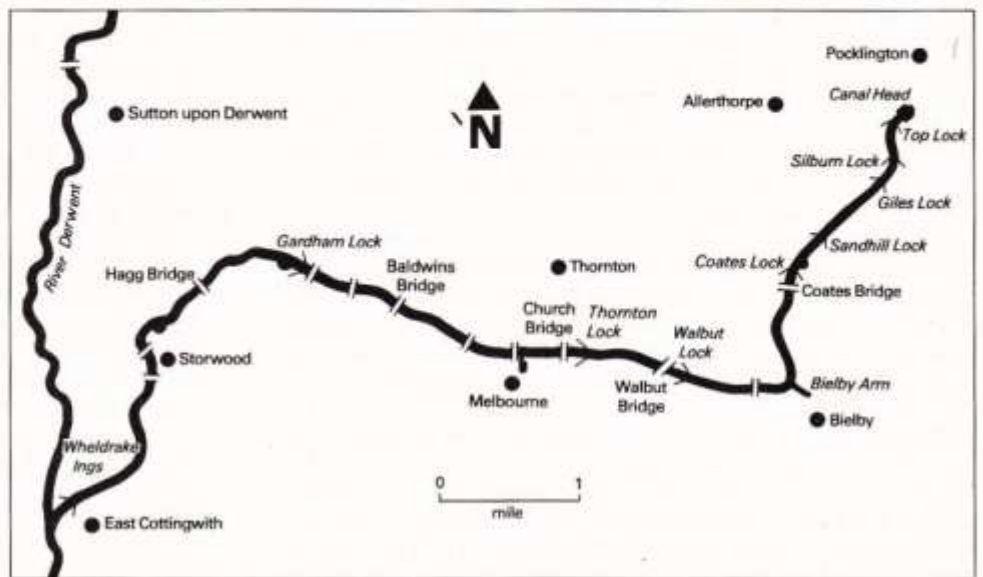 Pocklington
Canal Head
Allerthorpe
Sutton upon Derwent
N
Top Lock
Silburn Lock
Giles Lock
River Derwent
Gardham Lock
Sandhill Lock
Hagg Bridge
Baldwins
Bridge
Thornton
Coates Lock
Coates Bridge
Church
Bridge
Thornton
Lock
Walbut
Lock
Storwood
Melbourne
Walbut
Bridge
Bielby Arm
Bielby
Wheldrake
Ings
0 1
mile
East Cottingwith